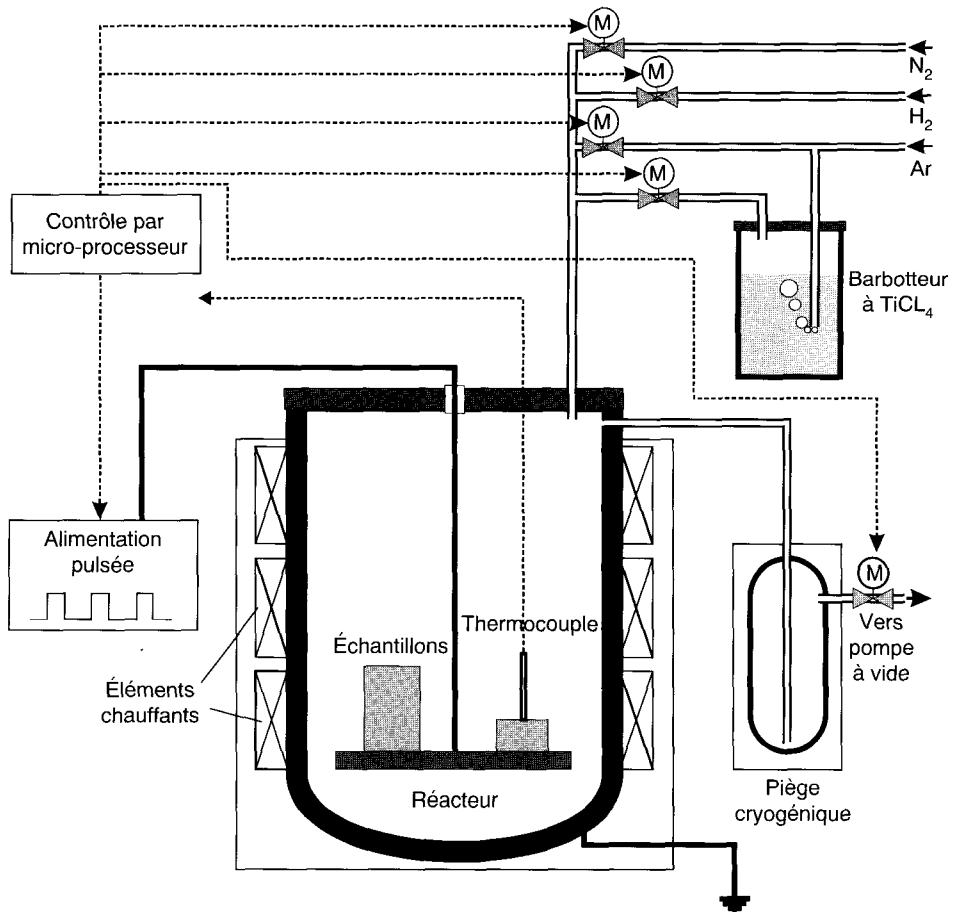 M
N2
M
H2
M
Ar
M
Contrôle par
micro-processeur
Barbotteur
à TiCL4
Alimentation
pulsée
M
Échantillons
Thermocouple
Vers
pompe
à vide
Éléments
chauffants
Réacteur
Piège
cryogénique